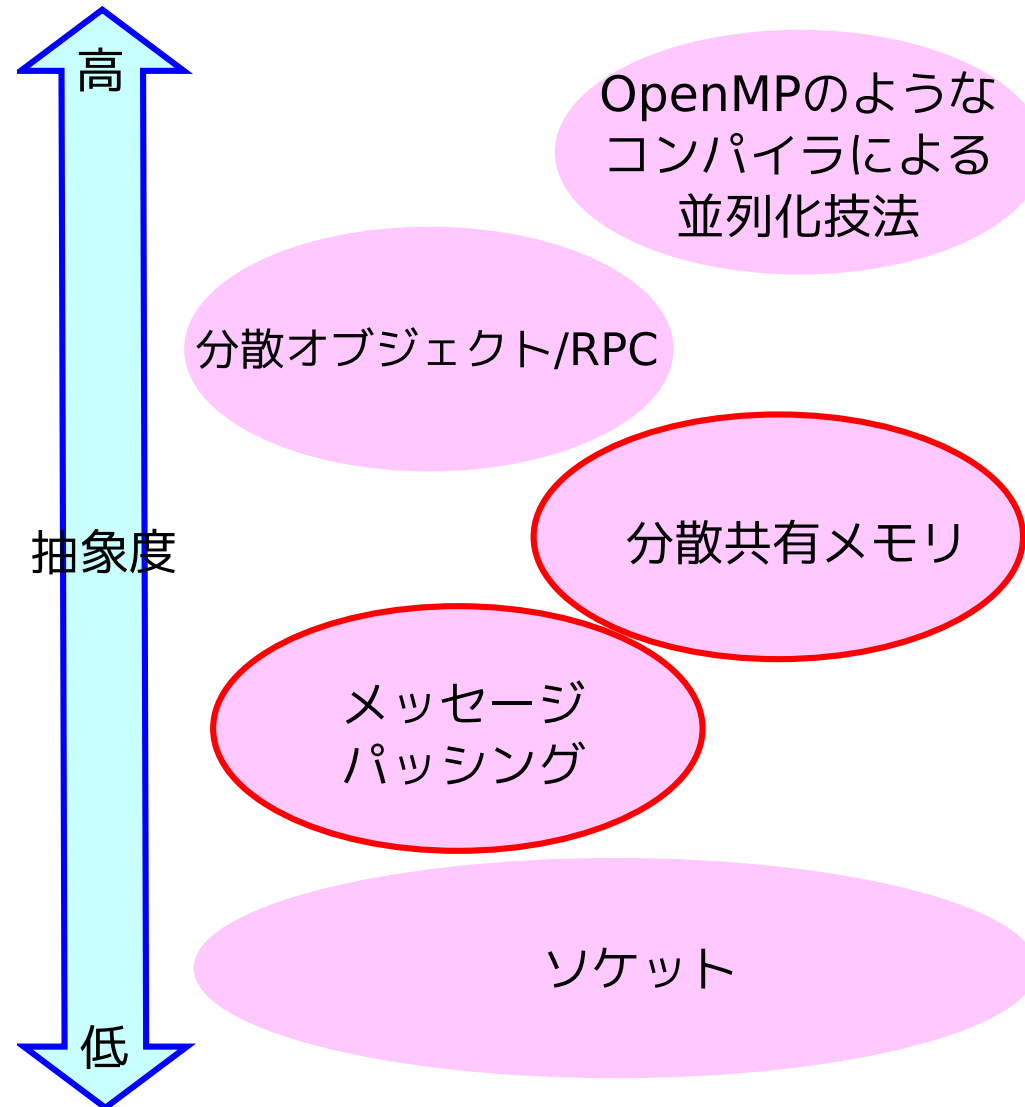 高
OpenMPのような
コンパイラによる
並列化技法
分散オブジェクト/RPC
分散共有メモリ
抽象度
メッセージ
パッシング
ソケット
低